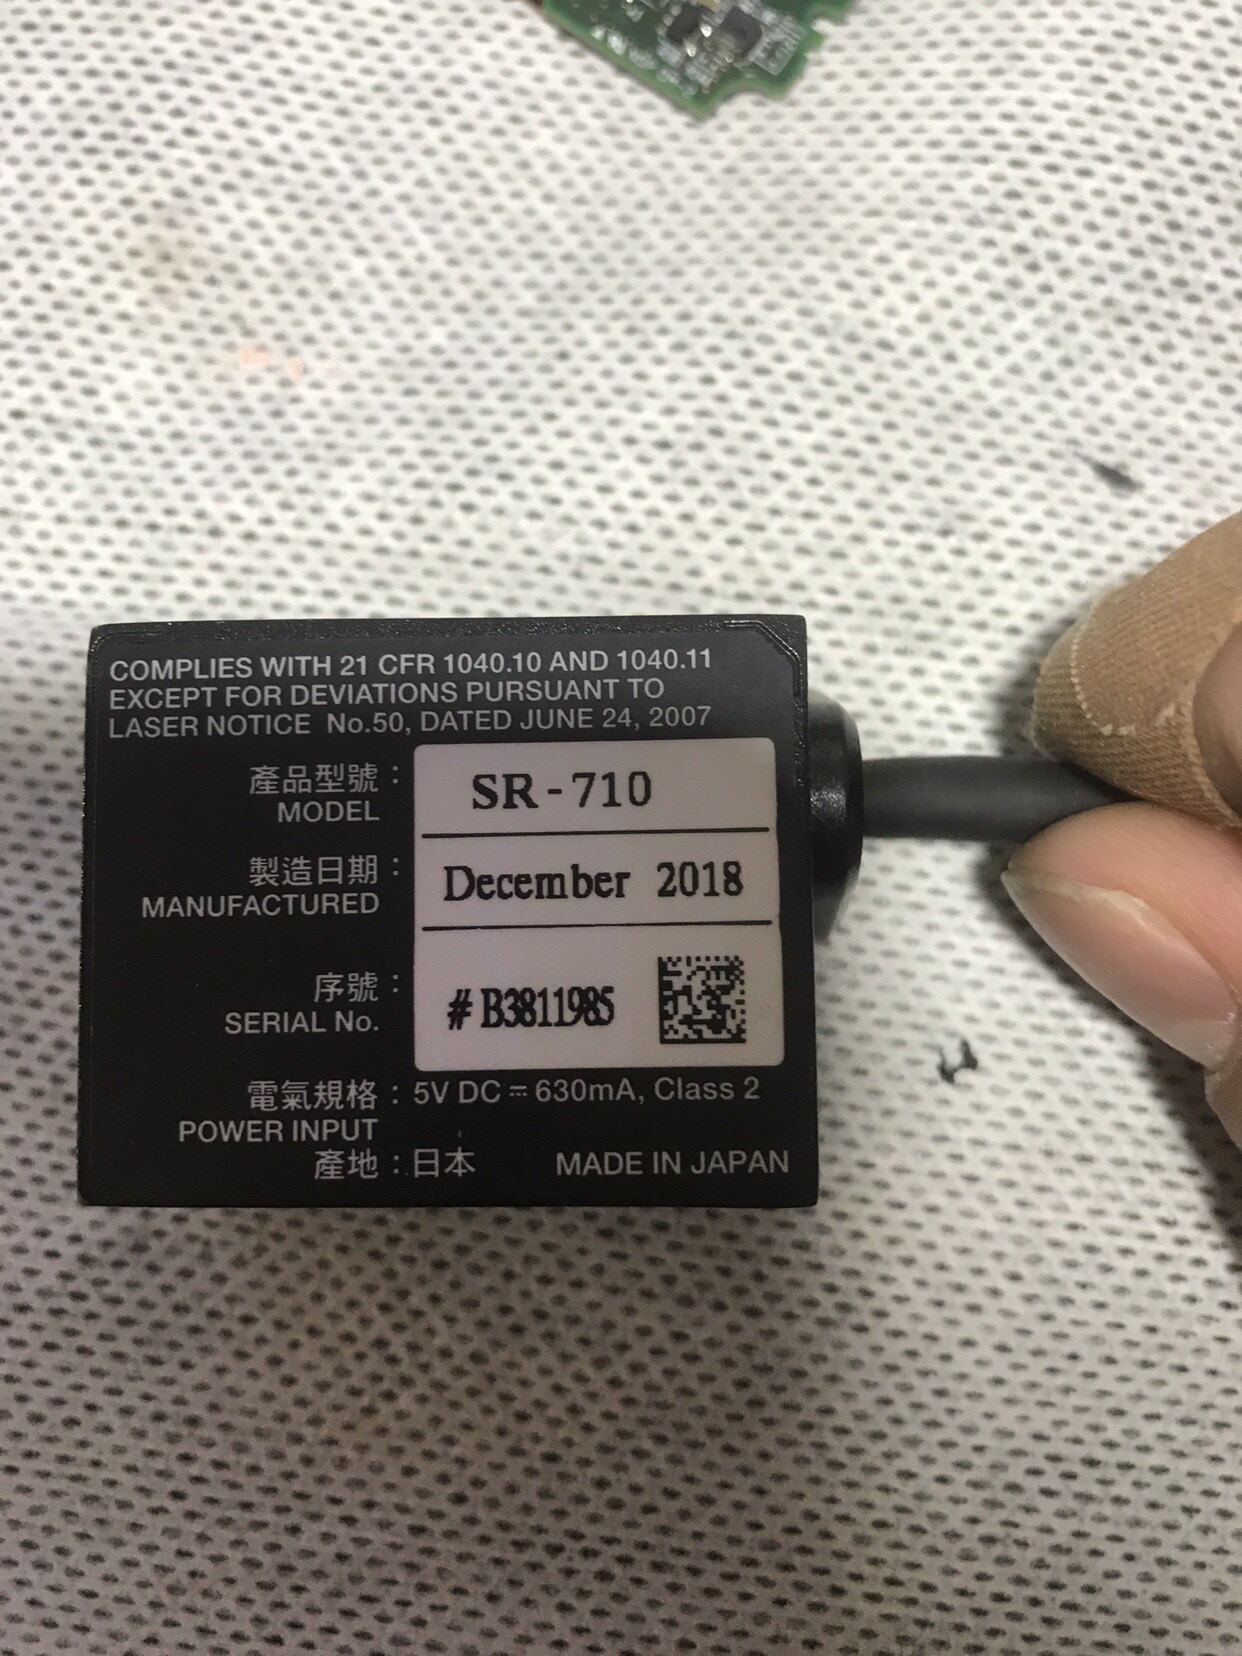 COMPLIES WITH 21 CFR 1040.10 AND 1040.11
EXCEPT FOR DEVIATIONS PURSUANT TO
LASER NOTICE No.50, DATED JUNE 24, 2007
產品型號：
MODEL
SR-710
製造日期：
MANUFACTURED
December 2018
序號：
SERIAL No.
#B3811985
電氣規格：5V DC ⎓ 630mA, Class 2
POWER INPUT
產地：日本 MADE IN JAPAN